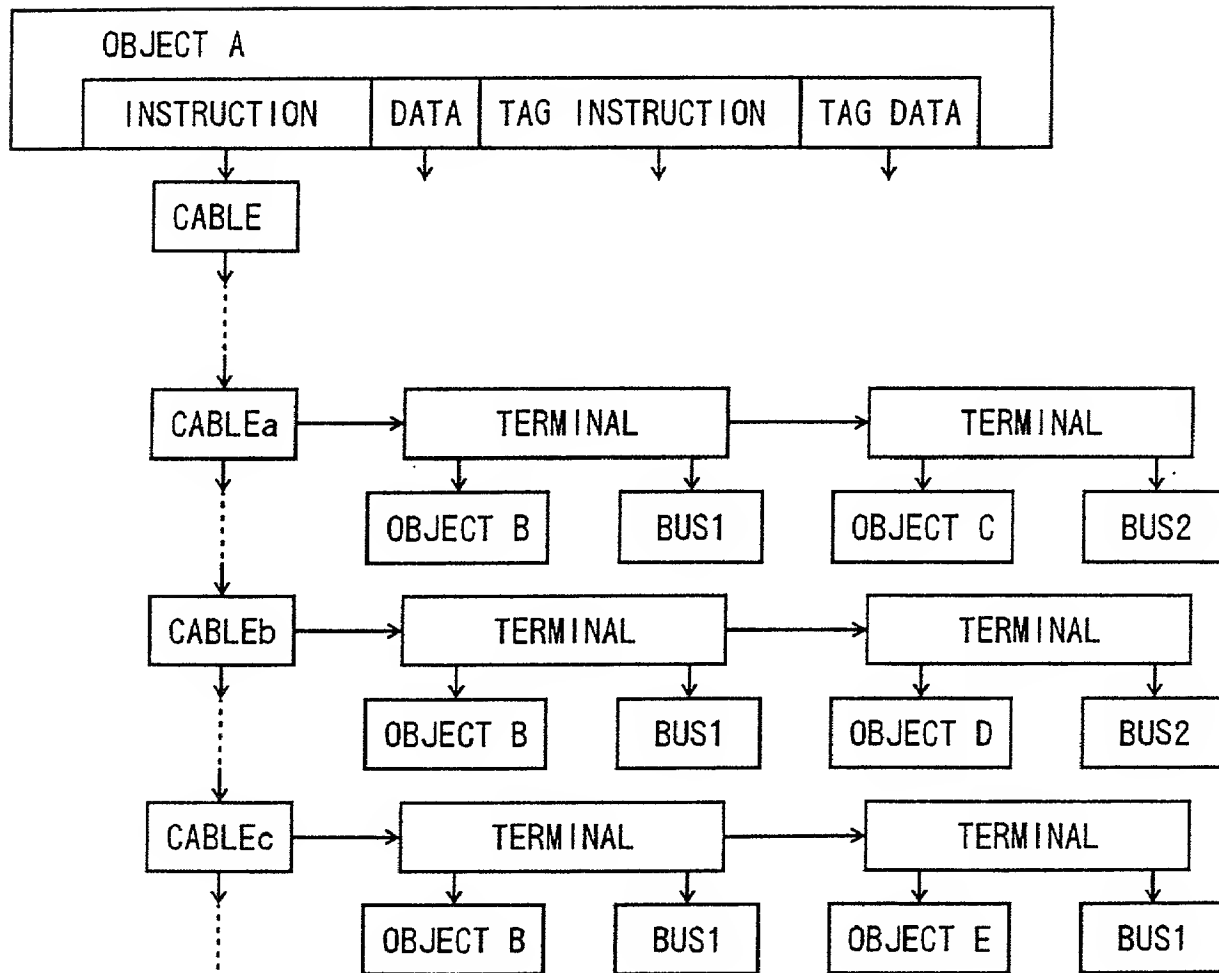 OBJECT A
INSTRUCTION DATA TAG INSTRUCTION TAG DATA
CABLE
CABLEa TERMINAL TERMINAL
OBJECT B BUS1 OBJECT C BUS2
CABLEb TERMINAL TERMINAL
OBJECT B BUS1 OBJECT D BUS2
CABLEc TERMINAL TERMINAL
OBJECT B BUS1 OBJECT E BUS1